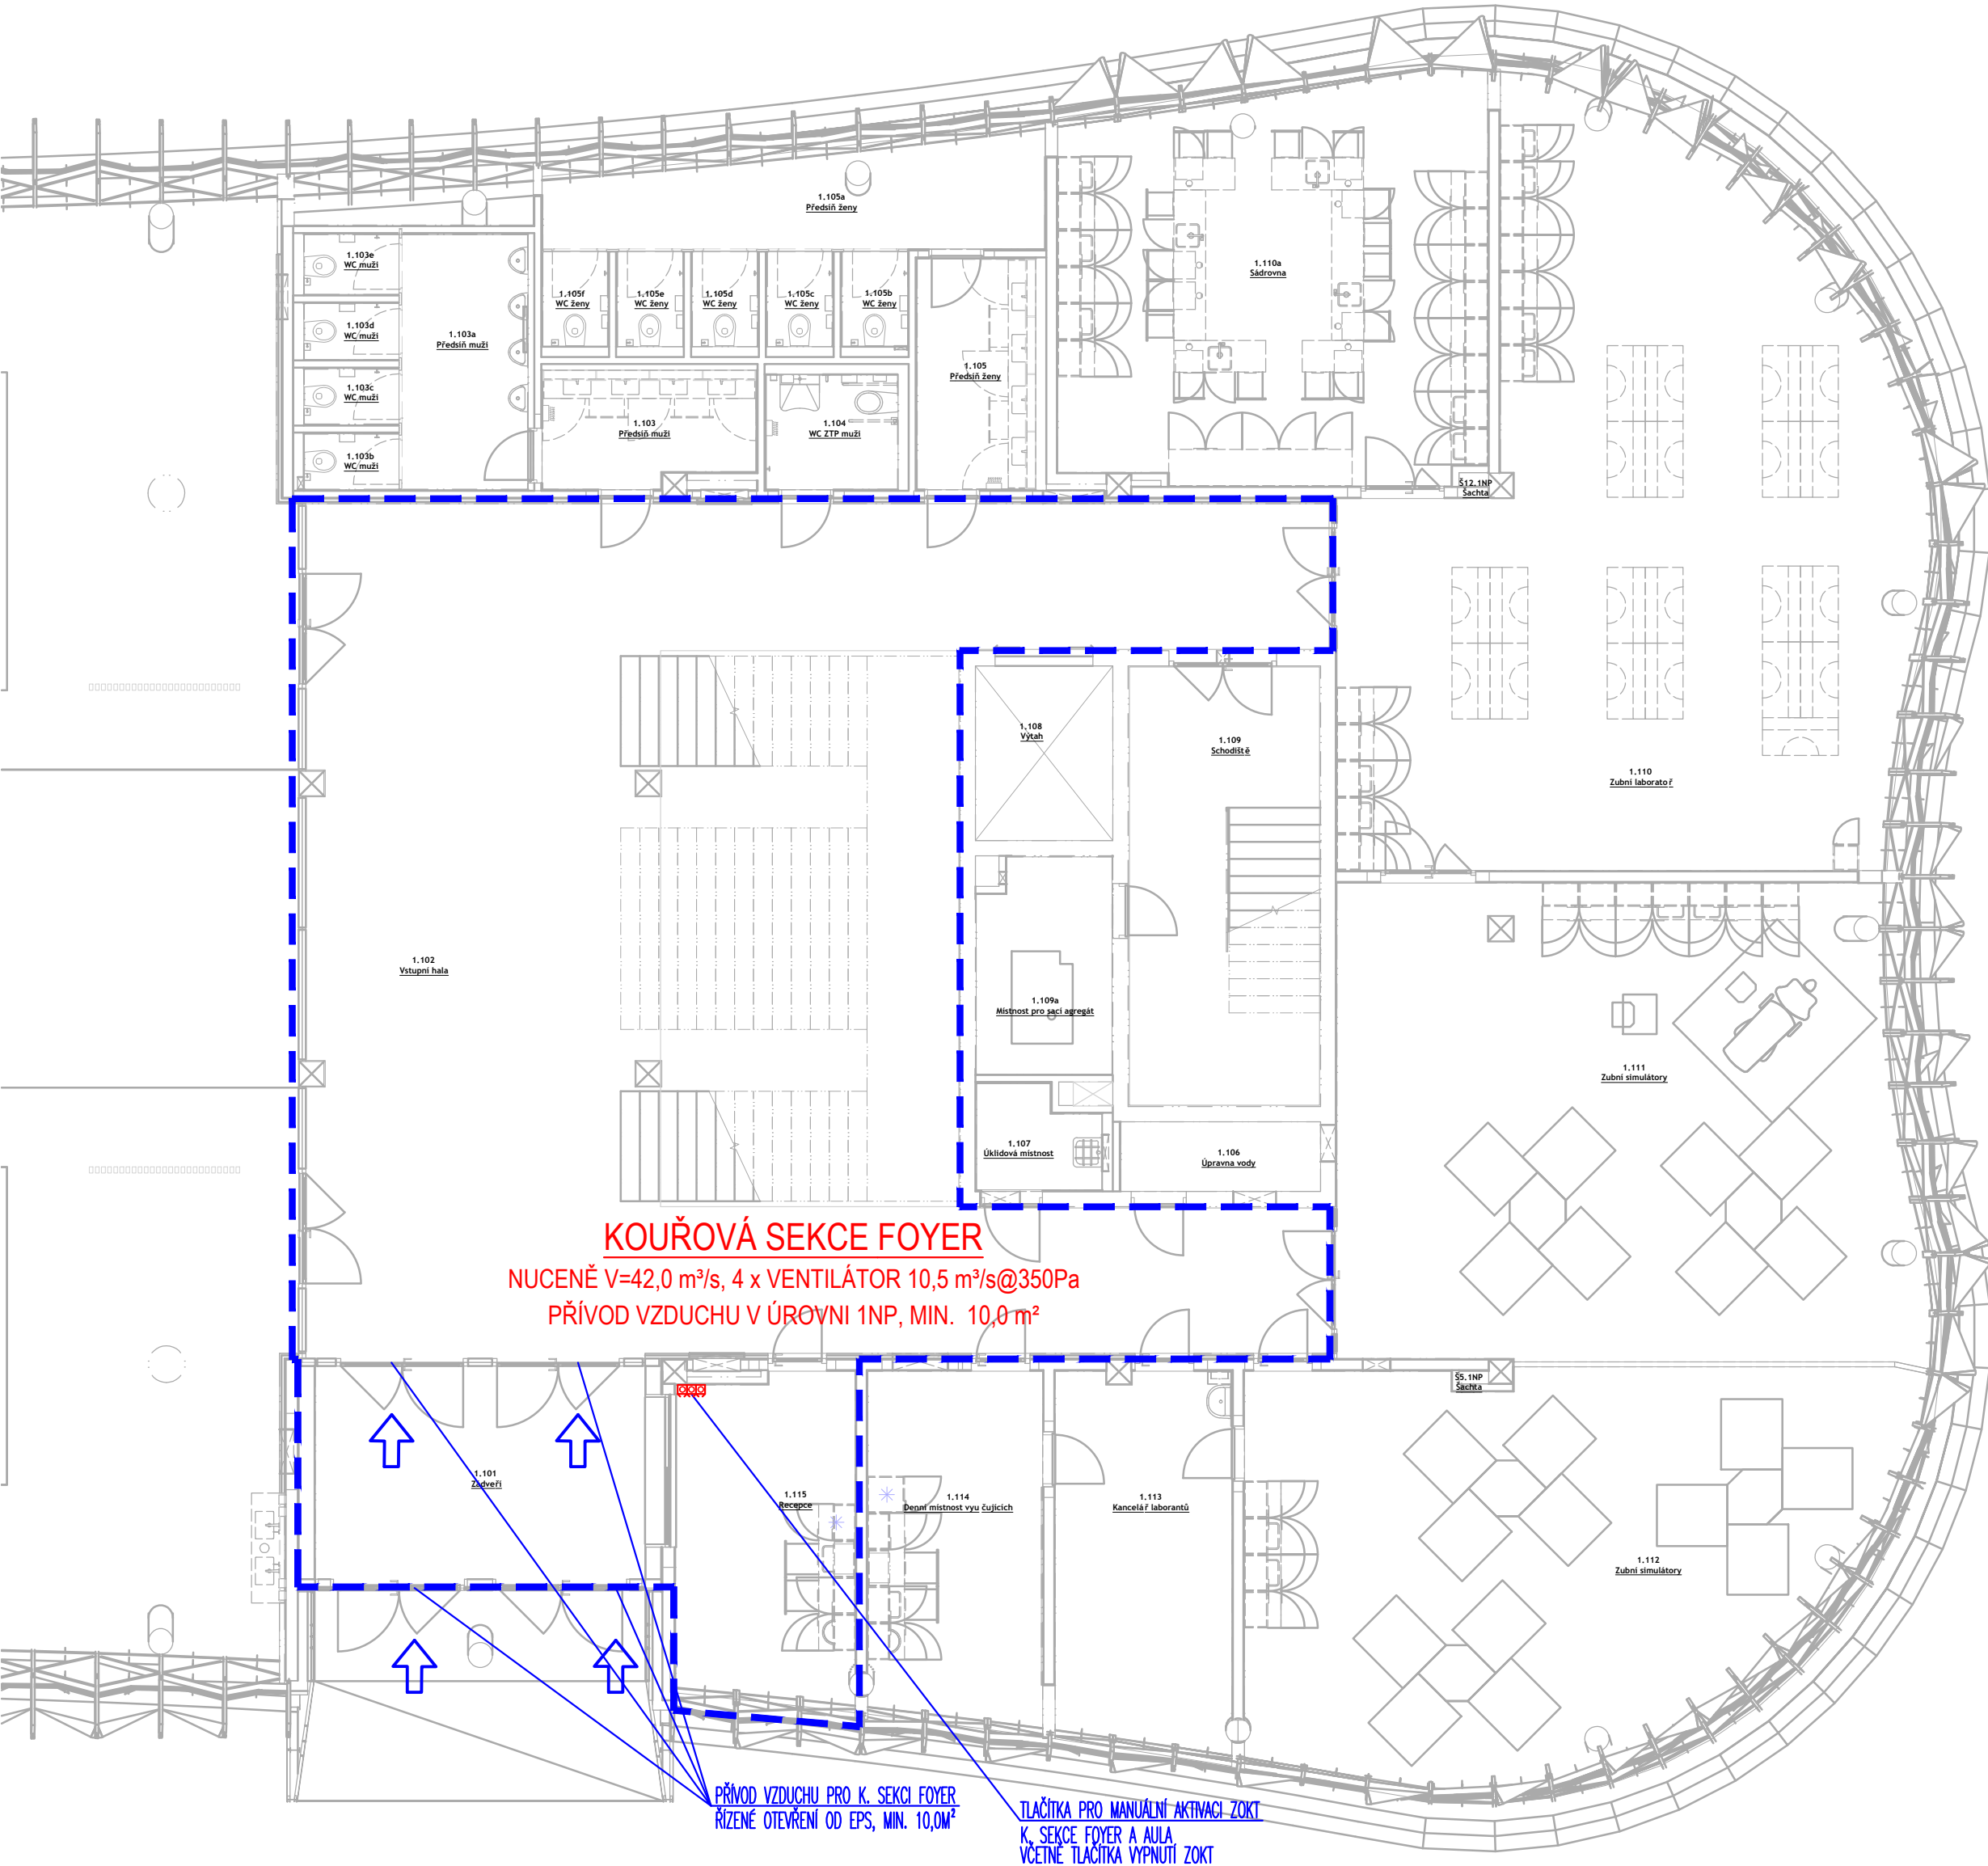 1.105a
Předsíň ženy
1.103e
WC muži
1.110a
Sádrovna
1.105f
WC ženy
1.105e
WC ženy
1.105d
WC ženy
1.105c
WC ženy
1.105b
WC ženy
1.103d
WC muži
1.103a
Předsíň muži
1.105
Předsíň ženy
1.103c
WC muži
1.103
Předsíň muži
1.104
WC ZTP muži
1.103b
WC muži
Š12.1NP
Šachta
1.108
Výtah
1.109
Schodiště
1.110
Zubní laboratoř
1.102
Vstupní hala
1.109a
Místnost pro sací agregát
1.111
Zubní simulátory
1.107
Úklidová místnost
1.106
Úpravna vody
KOUŘOVÁ SEKCE FOYER
NUCENĚ V=42,0 m³/s, 4 x VENTILÁTOR 10,5 m³/s@350Pa
PŘÍVOD VZDUCHU V ÚROVNI 1NP, MIN. 10,0 m²
Š5.1NP
Šachta
1.101
Zádveří
1.115
Recepce
1.114
Denní místnost vyučujících
1.113
Kancelář laborantů
1.112
Zubní simulátory
PŘÍVOD VZDUCHU PRO K. SEKCI FOYER
ŘÍZENÉ OTEVŘENÍ OD EPS, MIN. 10,0M²
TLAČÍTKA PRO MANUÁLNÍ AKTIVACI ZOKT
K. SEKCE FOYER A AULA
VČETNĚ TLAČÍTKA VYPNUTÍ ZOKT